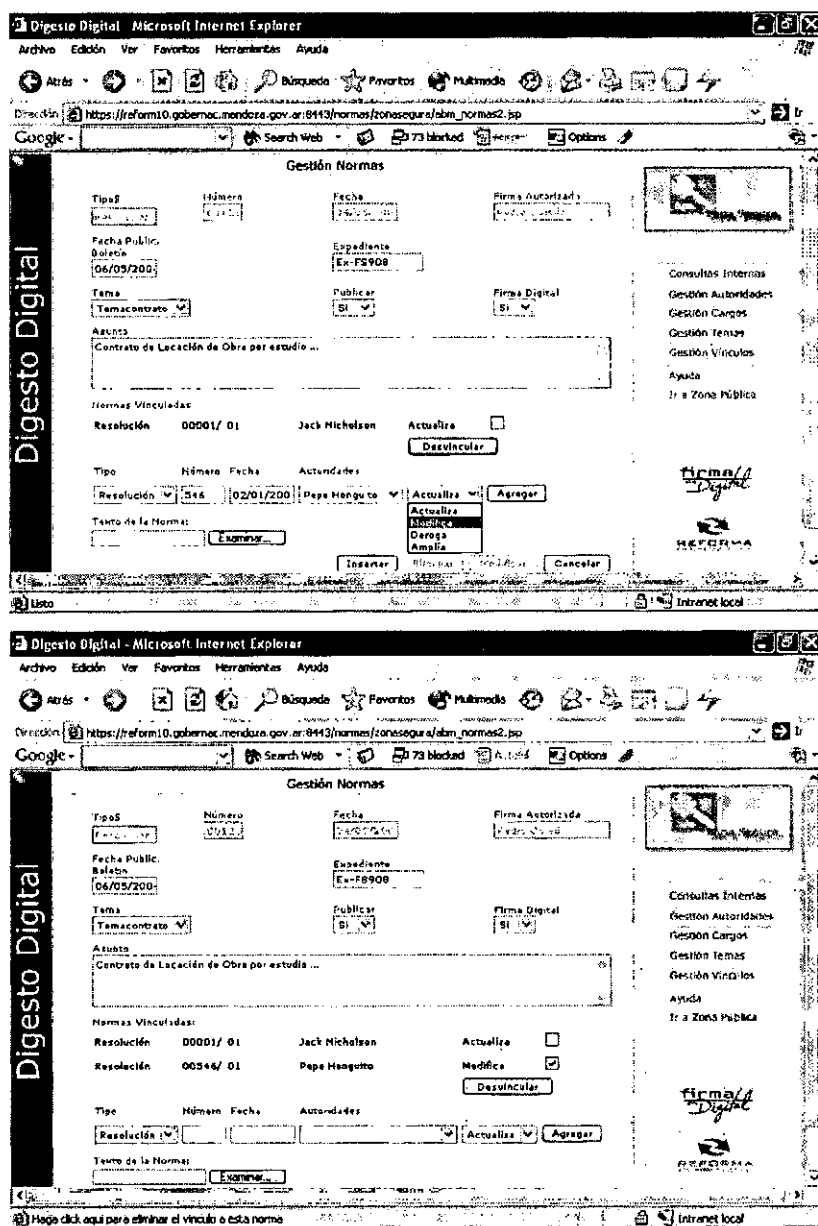 Digesto Digital - Microsoft Internet Explorer
Archivo Edición Ver Favoritos Herramientas Ayuda
Atrás Búsqueda Favoritos Multimedia
Dirección https://reform10.gobernac.mendoza.gov.ar:8443/normas/zonasegura/abm_normas2.jsp Ir
Google - Search Web 73 blocked Options
Gestión Normas
Tipo$ Número Fecha Firma Autorizada
Fecha Public. Boletín Expediente
06/05/200 Ex-F8908
Tema Publicar Firma Digital
Temacontrato Si Si
Asunto
Contrato de Locación de Obra por estudio ...
Normas Vinculadas:
Resolución 00001/ 01 Jack Nicholson Actualiza
Desvincular
Tipo Número Fecha Autoridades
Resolución 546 02/01/200 Pepe Honguito Actualiza Agregar
Actualiza
Modifica
Deroga
Amplía
Texto de la Norma:
Examinar...
Insertar Eliminar Modificar Cancelar
Digesto Digital
Consultas Internas
Gestión Autoridades
Gestión Cargos
Gestión Temas
Gestión Vínculos
Ayuda
Ir a Zona Pública
firma Digital
REFORMA
Listo Intranet local
Digesto Digital - Microsoft Internet Explorer
Archivo Edición Ver Favoritos Herramientas Ayuda
Atrás Búsqueda Favoritos Multimedia
Dirección https://reform10.gobernac.mendoza.gov.ar:8443/normas/zonasegura/abm_normas2.jsp Ir
Google - Search Web 73 blocked Options
Gestión Normas
Tipo$ Número Fecha Firma Autorizada
Fecha Public. Boletín Expediente
06/05/200 Ex-F8908
Tema Publicar Firma Digital
Temacontrato Si Si
Asunto
Contrato de Locación de Obra por estudio ...
Normas Vinculadas:
Resolución 00001/ 01 Jack Nicholson Actualiza
Resolución 00546/ 01 Pepe Honguito Modifica
Desvincular
Tipo Número Fecha Autoridades
Resolución Actualiza Agregar
Texto de la Norma:
Examinar...
Digesto Digital
Consultas Internas
Gestión Autoridades
Gestión Cargos
Gestión Temas
Gestión Vínculos
Ayuda
Ir a Zona Pública
firma Digital
REFORMA
Haga click aqui para eliminar el vinculo a esta norma Intranet local